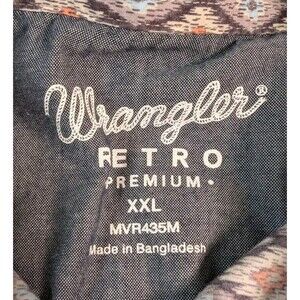 Wrangler®
RETRO
PREMIUM•
XXL
MVR435M
Made in Bangladesh